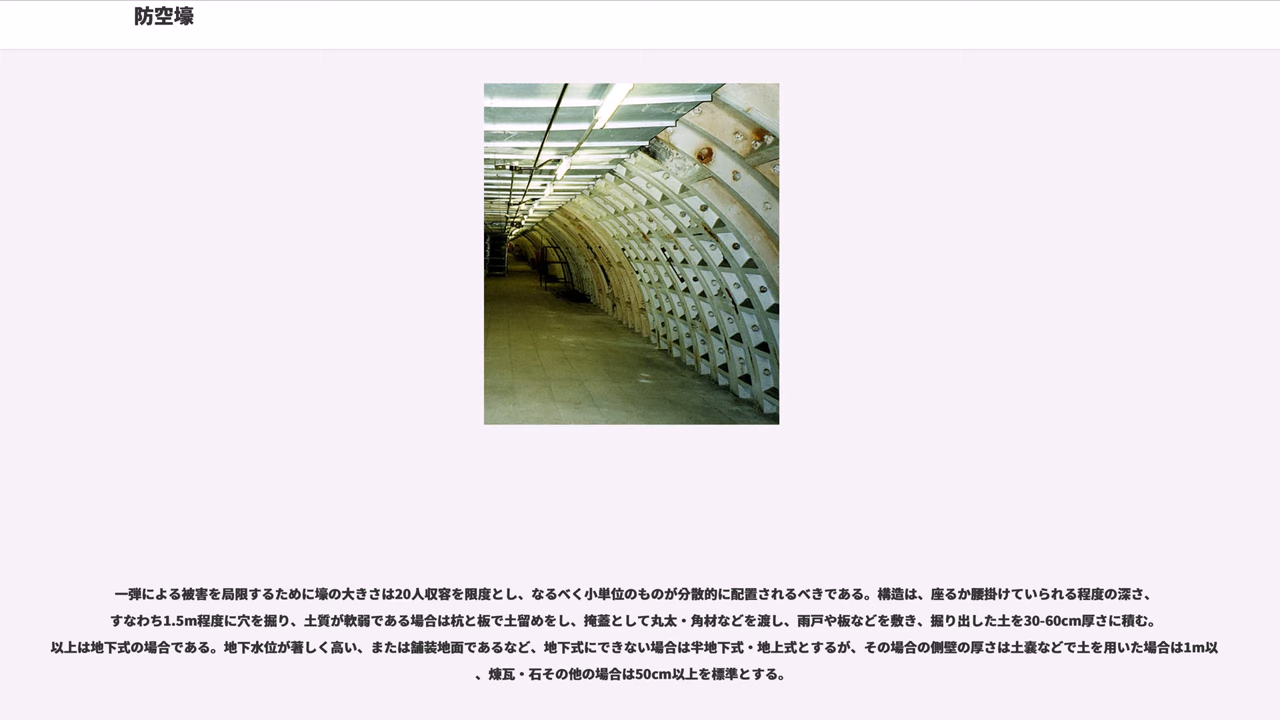 防空壕
一弾による被害を局限するために壕の大きさは20人収容を限度とし、なるべく小単位のものが分散的に配置されるべきである。構造は、座るか腰掛けていられる程度の深さ、
すなわち1.5m程度に穴を掘り、土質が軟弱である場合は杭と板で土留めをし、掩蓋として丸太・角材などを渡し、雨戸や板などを敷き、掘り出した土を30-60cm厚さに積む。
以上は地下式の場合である。地下水位が著しく高い、または舗装地面であるなど、地下式にできない場合は半地下式・地上式とするが、その場合の側壁の厚さは土嚢などで土を用いた場合は1m以
、煉瓦・石その他の場合は50cm以上を標準とする。